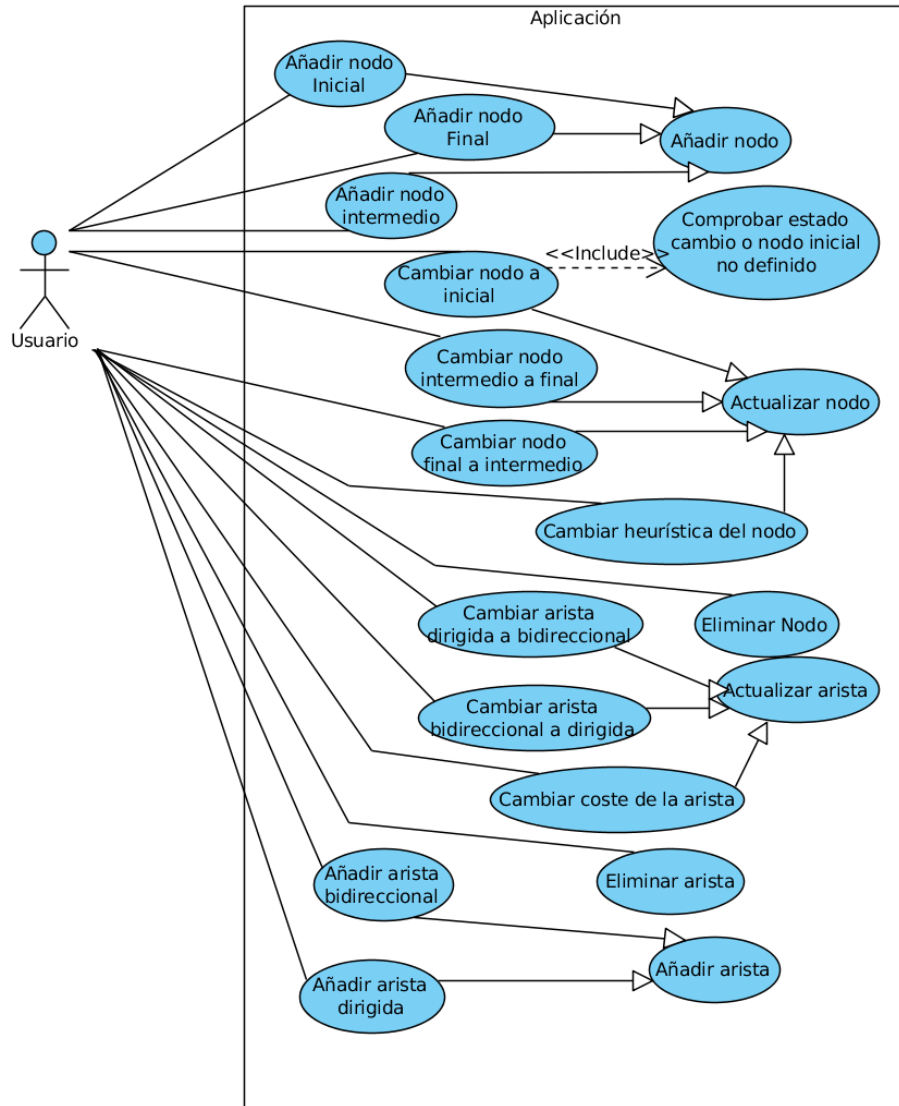 Aplicación
Añadir nodo
Inicial
Añadir nodo
Final
Añadir nodo
Añadir nodo
intermedio
Comprobar estado
cambio o nodo inicial
no definido
<<Include>>
Cambiar nodo a
inicial
Usuario
Cambiar nodo
intermedio a final
Actualizar nodo
Cambiar nodo
final a intermedio
Cambiar heurística del nodo
Cambiar arista
dirigida a bidireccional
Eliminar Nodo
Actualizar arista
Cambiar arista
bidireccional a dirigida
Cambiar coste de la arista
Añadir arista
bidireccional
Eliminar arista
Añadir arista
Añadir arista
dirigida